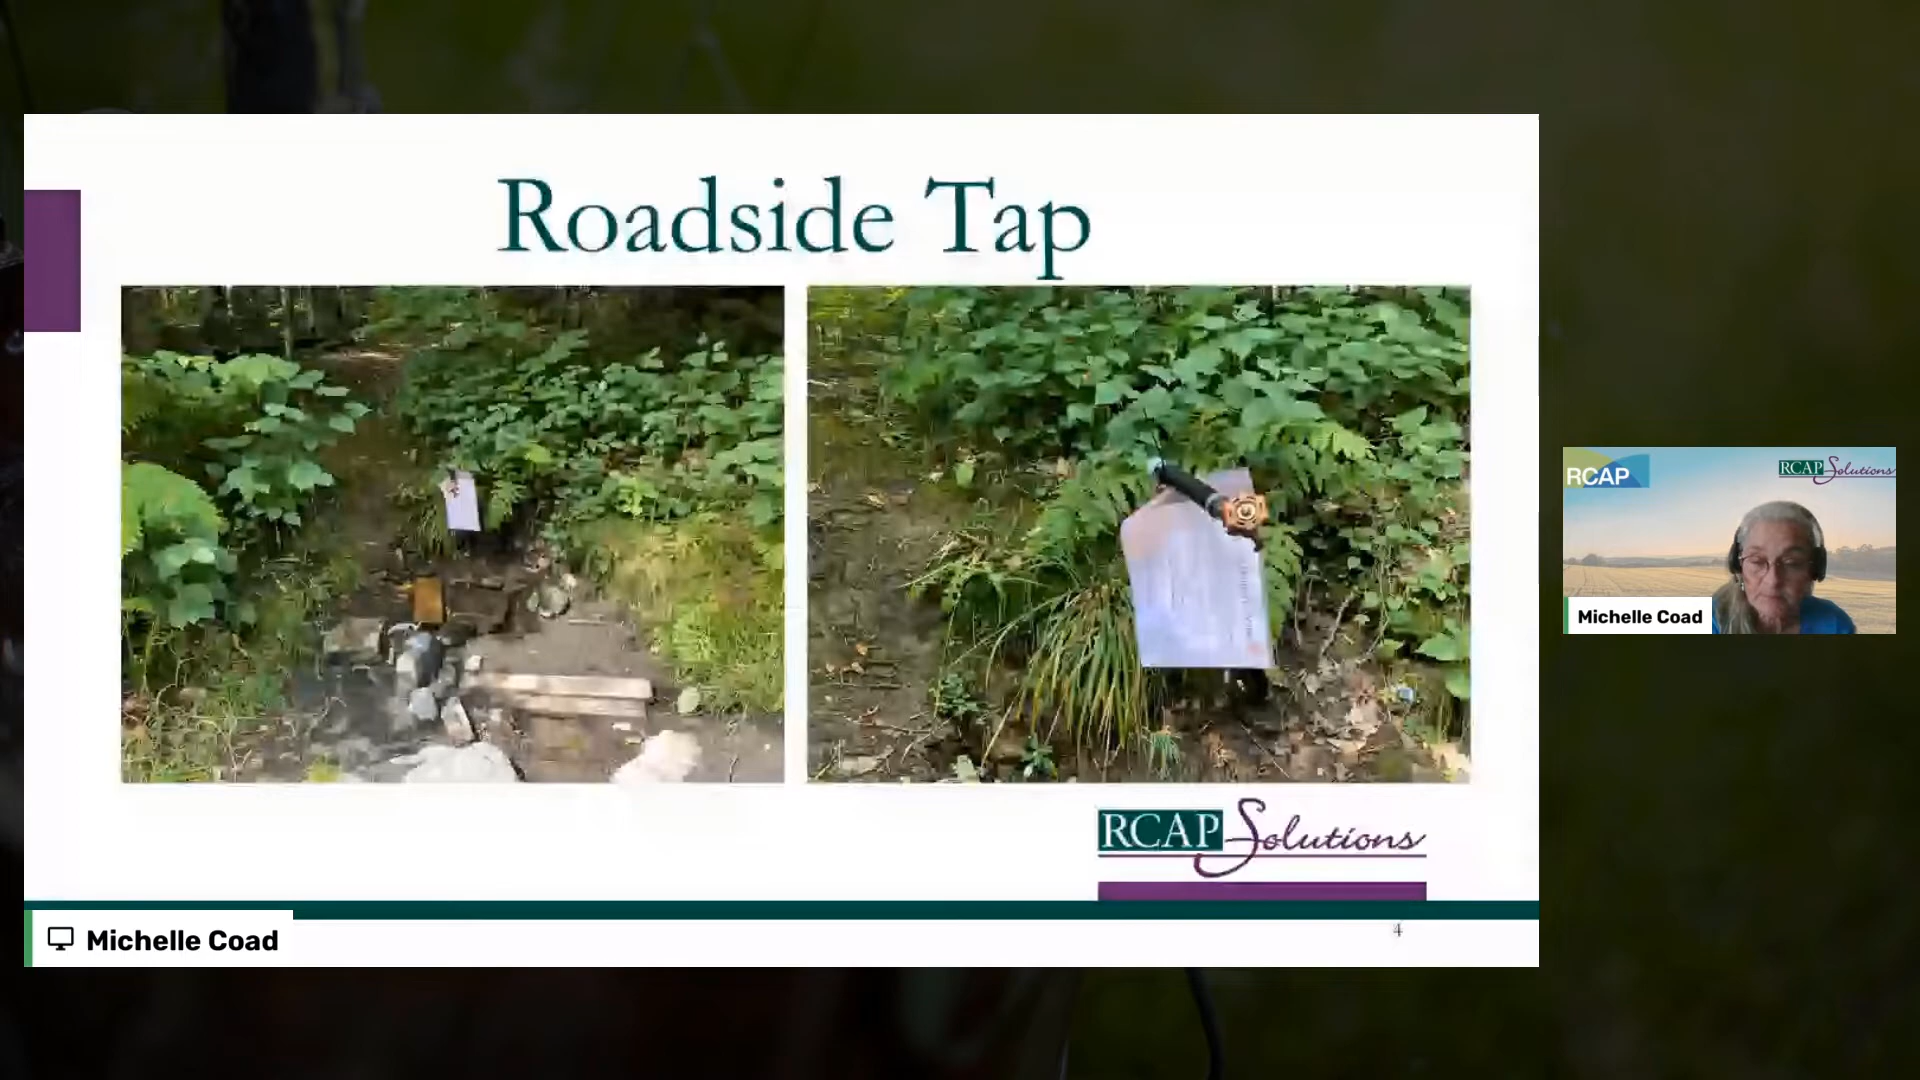 Roadside Tap
RCAP Solutions
4
Michelle Coad
RCAP
RCAP Solutions
Michelle Coad